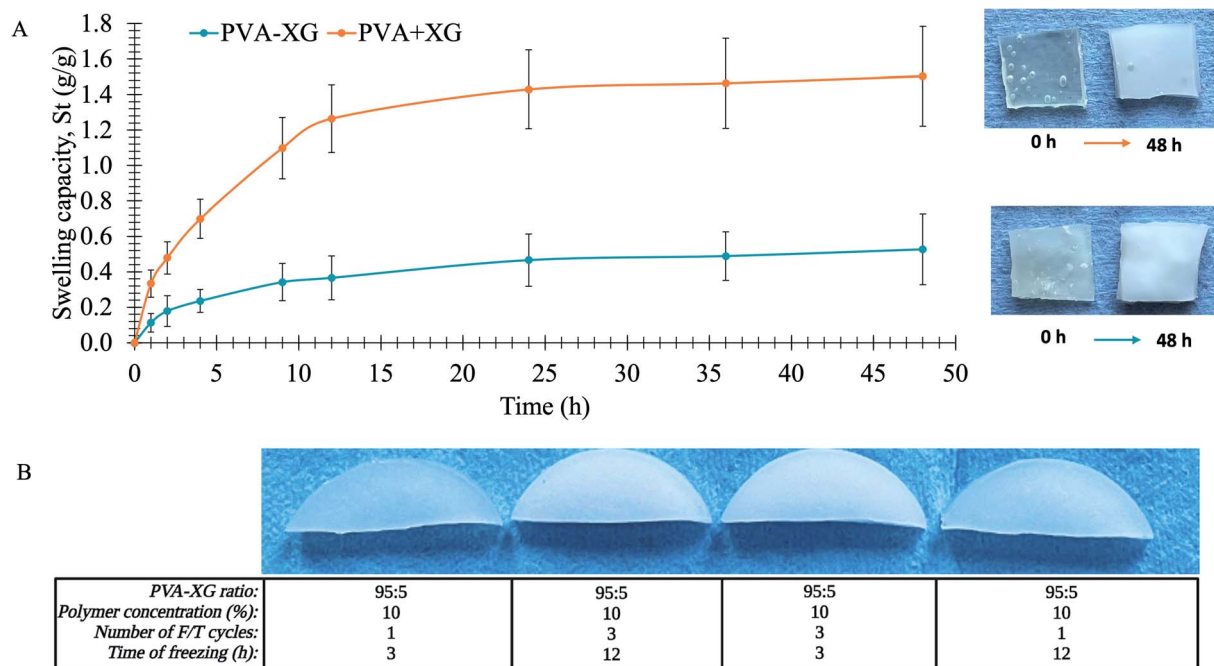 A
PVA-XG PVA+XG
Swelling capacity, St (g/g)
1.8
1.6
1.4
1.2
1.0
0.8
0.6
0.4
0.2
0.0
0 5 10 15 20 25 30 35 40 45 50
Time (h)
0 h 48 h
0 h 48 h
B
PVA-XG ratio: 95:5 95:5 95:5 95:5
Polymer concentration (%): 10 10 10 10
Number of F/T cycles: 1 3 3 1
Time of freezing (h): 3 12 3 12